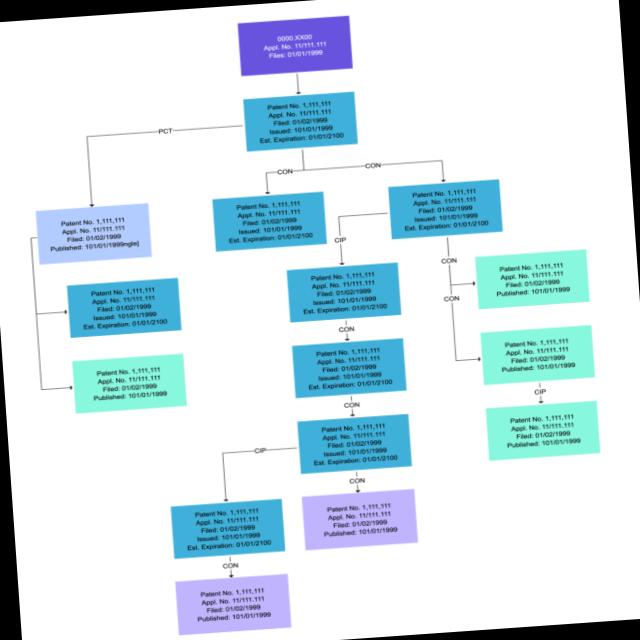 0000.XX00
Appl. No. 11/111.111
Files: 01/01/1999
Patent No. 1,111,111
Appl. No. 11/111.111
Filed: 01/02/1999
Issued: 101/01/1999
Est. Expiration: 01/01/2100
PCT
CON
CON
Patent No. 1,111,111
Appl. No. 11/111.111
Filed: 01/02/1999
Published: 101/01/1999ngle]
Patent No. 1,111,111
Appl. No. 11/111.111
Filed: 01/02/1999
Issued: 101/01/1999
Est. Expiration: 01/01/2100
Patent No. 1,111,111
Appl. No. 11/111.111
Filed: 01/02/1999
Issued: 101/01/1999
Est. Expiration: 01/01/2100
CIP
CON
CON
Patent No. 1,111,111
Appl. No. 11/111.111
Filed: 01/02/1999
Issued: 101/01/1999
Est. Expiration: 01/01/2100
Patent No. 1,111,111
Appl. No. 11/111.111
Filed: 01/02/1999
Issued: 101/01/1999
Est. Expiration: 01/01/2100
Patent No. 1,111,111
Appl. No. 11/111.111
Filed: 01/02/1999
Published: 101/01/1999
CON
Patent No. 1,111,111
Appl. No. 11/111.111
Filed: 01/02/1999
Published: 101/01/1999
Patent No. 1,111,111
Appl. No. 11/111.111
Filed: 01/02/1999
Issued: 101/01/1999
Est. Expiration: 01/01/2100
Patent No. 1,111,111
Appl. No. 11/111.111
Filed: 01/02/1999
Published: 101/01/1999
CON
CIP
Patent No. 1,111,111
Appl. No. 11/111.111
Filed: 01/02/1999
Issued: 101/01/1999
Est. Expiration: 01/01/2100
Patent No. 1,111,111
Appl. No. 11/111.111
Filed: 01/02/1999
Published: 101/01/1999
CIP
CON
Patent No. 1,111,111
Appl. No. 11/111.111
Filed: 01/02/1999
Issued: 101/01/1999
Est. Expiration: 01/01/2100
Patent No. 1,111,111
Appl. No. 11/111.111
Filed: 01/02/1999
Published: 101/01/1999
CON
Patent No. 1,111,111
Appl. No. 11/111.111
Filed: 01/02/1999
Published: 101/01/1999